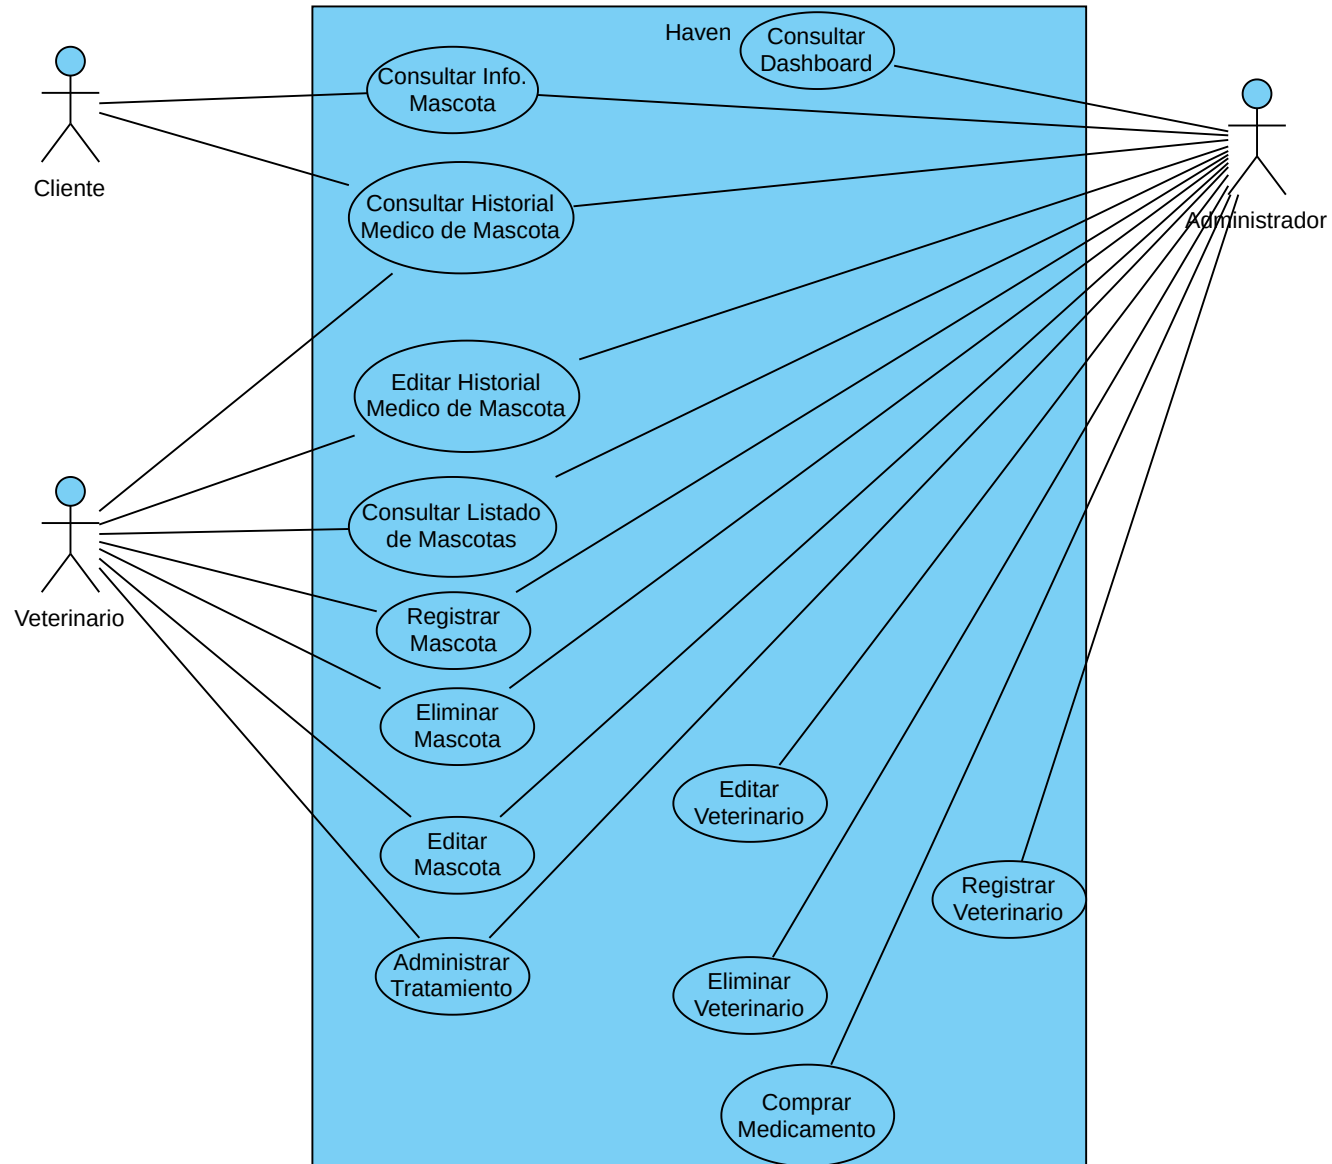 Haven
Consultar
Dashboard
Consultar Info.
Mascota
Cliente
Administrador
Consultar Historial
Medico de Mascota
Editar Historial
Medico de Mascota
Consultar Listado
de Mascotas
Veterinario
Registrar
Mascota
Eliminar
Mascota
Editar
Veterinario
Editar
Mascota
Registrar
Veterinario
Administrar
Tratamiento
Eliminar
Veterinario
Comprar
Medicamento